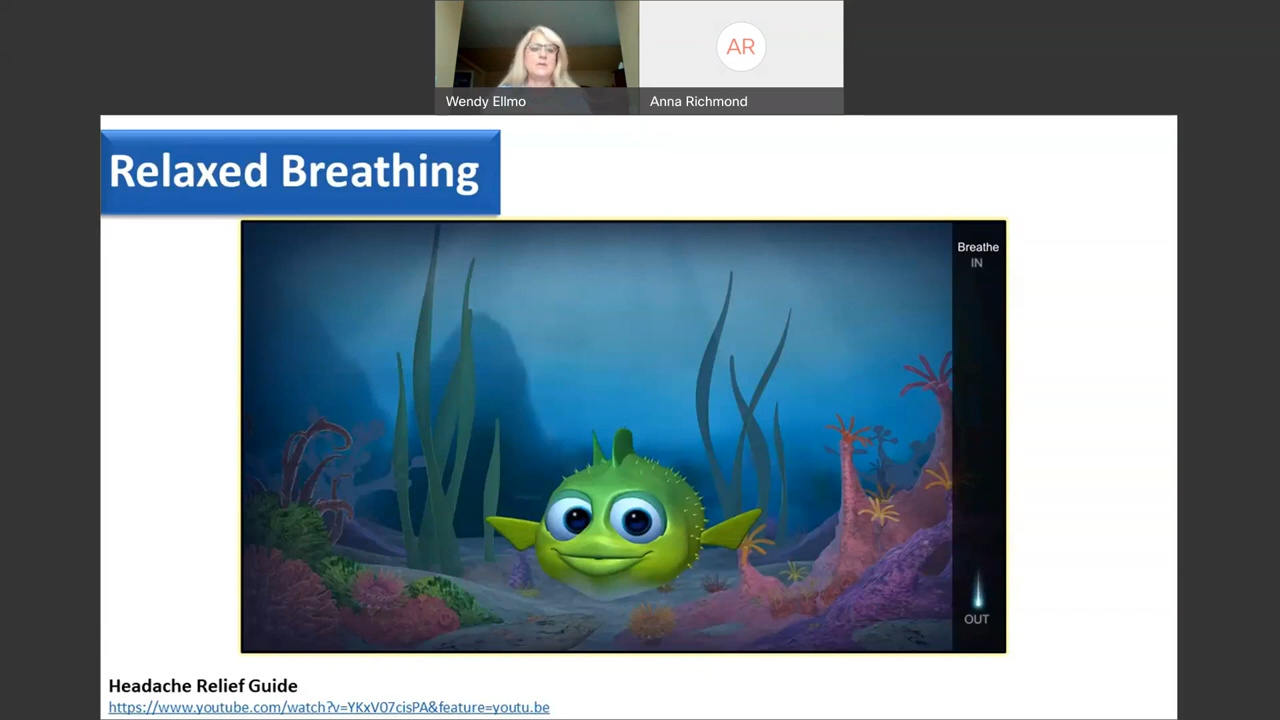 AR
Wendy Ellmo
Anna Richmond
Relaxed Breathing
Breathe
IN
OUT
Headache Relief Guide
https://www.youtube.com/watch?v=YKxV07cisPA&feature=youtu.be